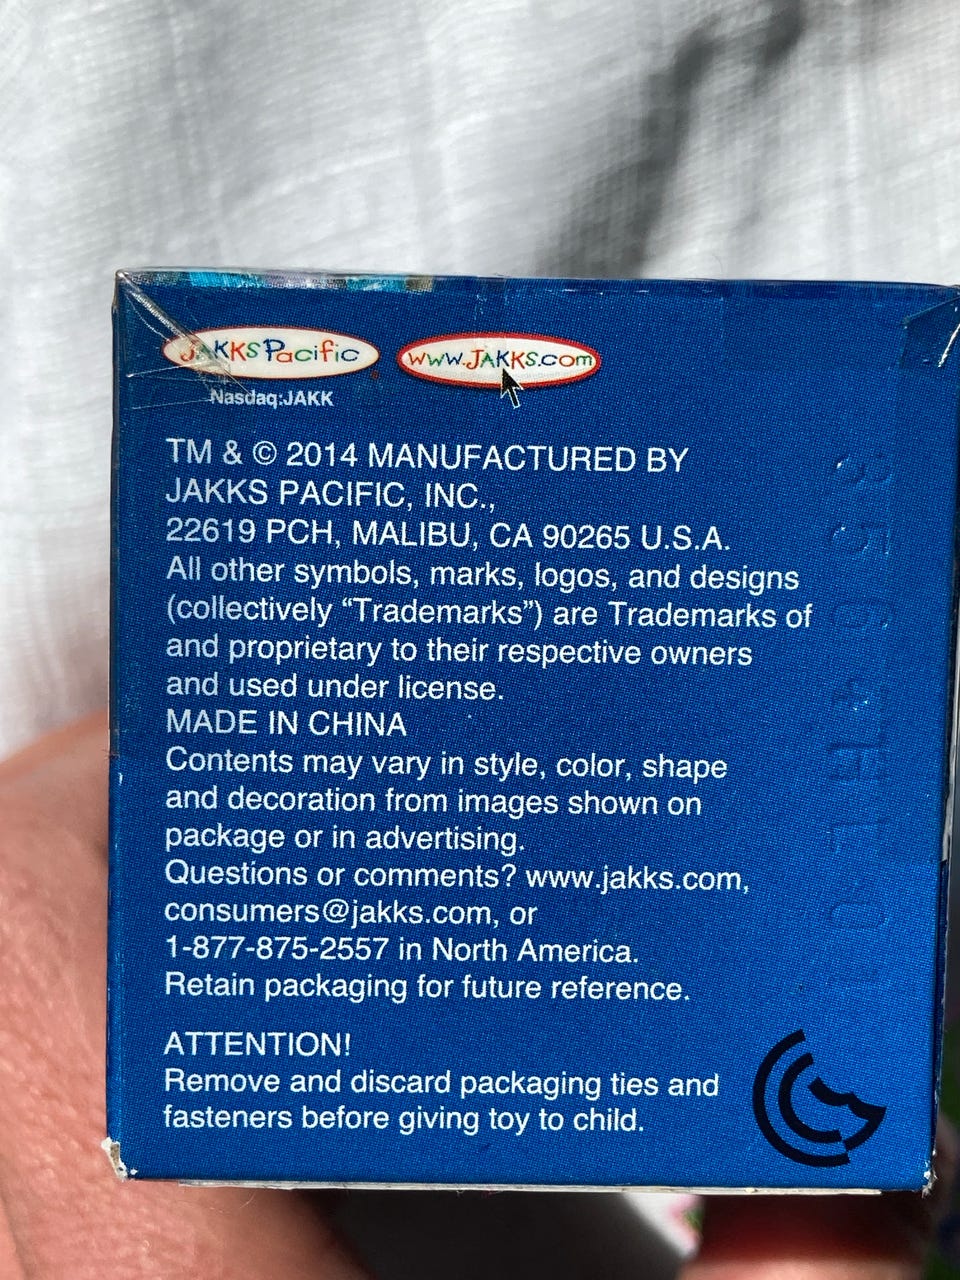 JAKKS Pacific
www.JAKKS.com
Nasdaq:JAKK
TM & © 2014 MANUFACTURED BY
JAKKS PACIFIC, INC.,
22619 PCH, MALIBU, CA 90265 U.S.A.
All other symbols, marks, logos, and designs
(collectively “Trademarks”) are Trademarks of
and proprietary to their respective owners
and used under license.
MADE IN CHINA
Contents may vary in style, color, shape
and decoration from images shown on
package or in advertising.
Questions or comments? www.jakks.com,
consumers@jakks.com, or
1-877-875-2557 in North America.
Retain packaging for future reference.
ATTENTION!
Remove and discard packaging ties and
fasteners before giving toy to child.